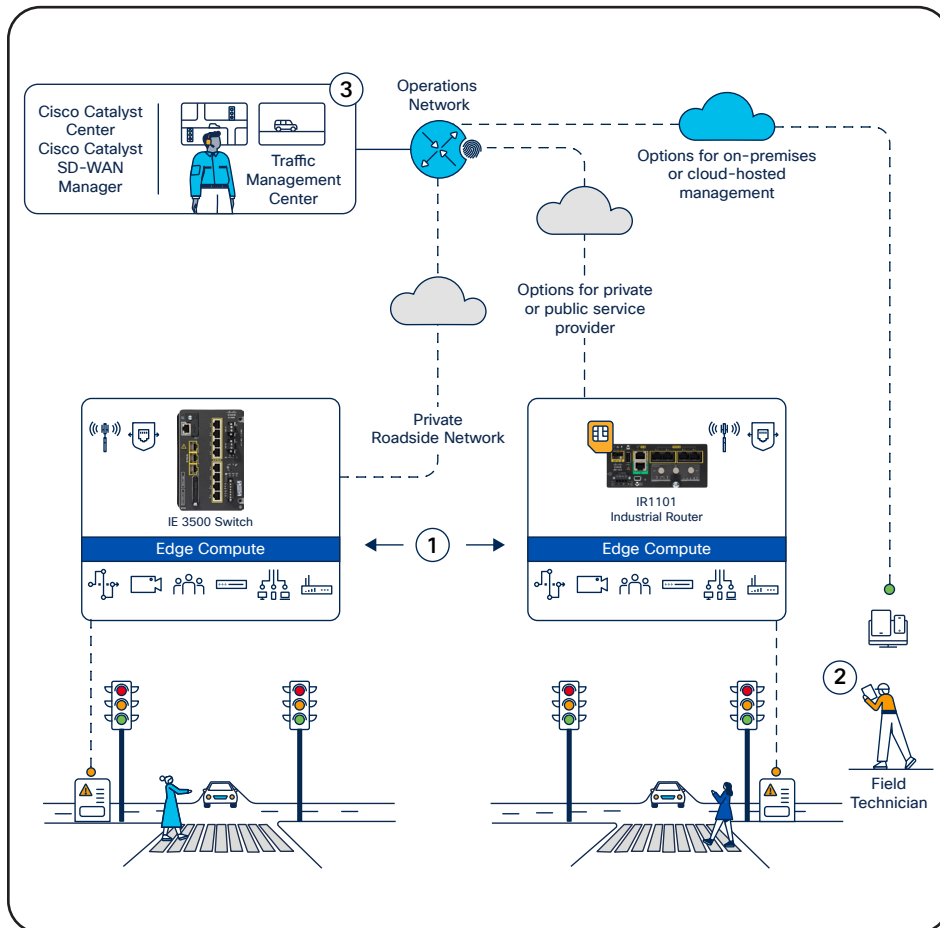 3
Cisco Catalyst
Center
Cisco Catalyst
SD-WAN
Manager
Traffic
Management
Center
Operations
Network
Options for on-premises
or cloud-hosted
management
Options for private
or public service
provider
Private
Roadside Network
IE 3500 Switch
Edge Compute
1
IR1101
Industrial Router
Edge Compute
2
Field
Technician